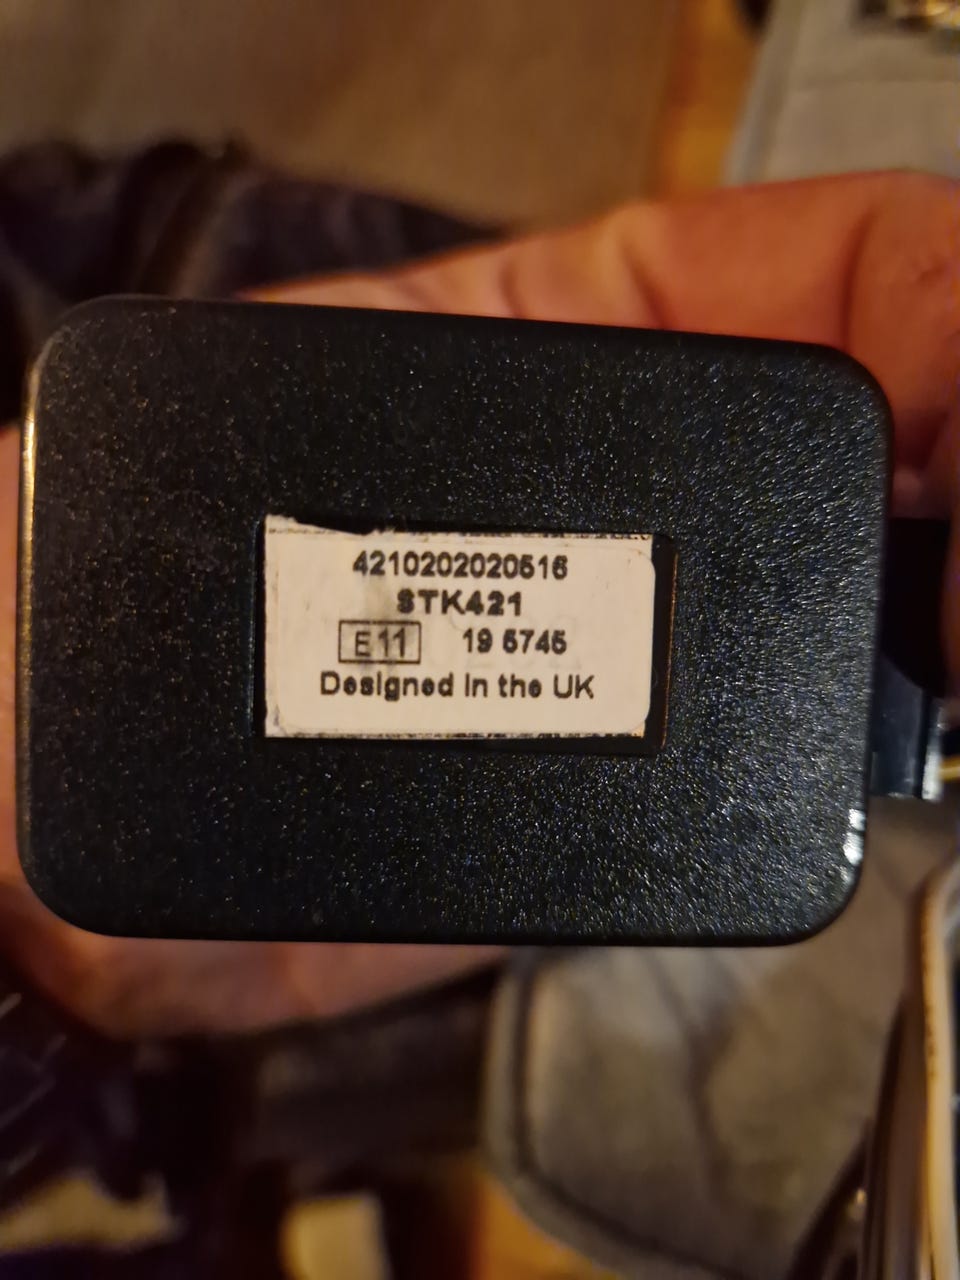 4210202020516
STK421
E11 19 5745
Designed in the UK